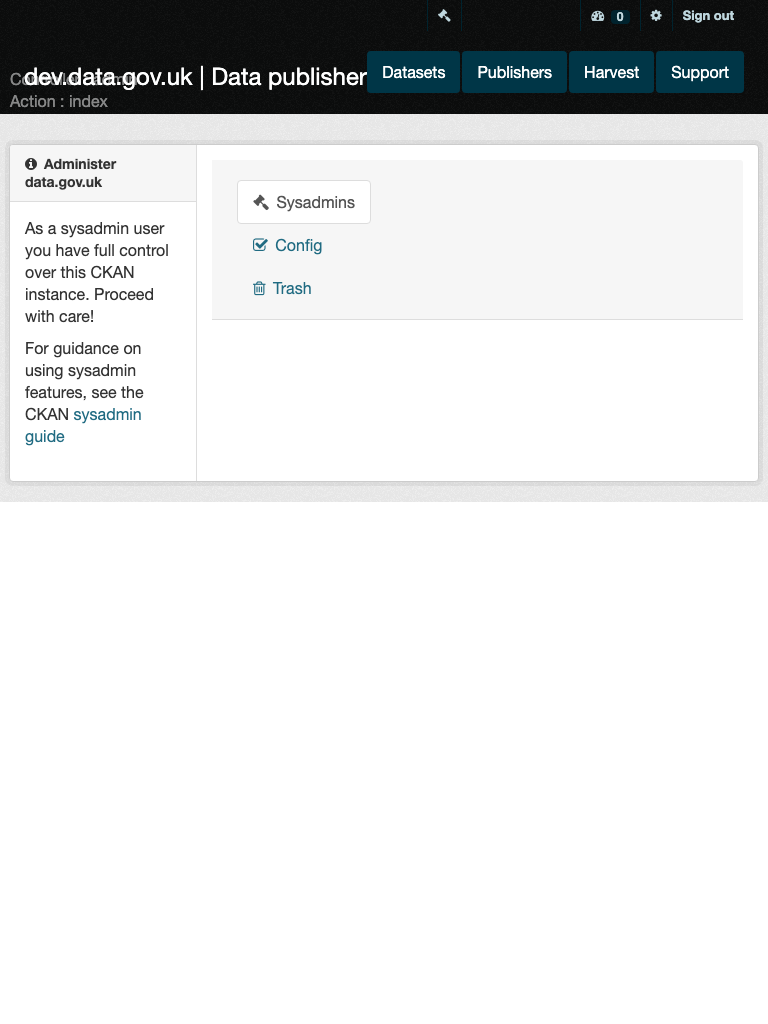 0
Sign out
Controller : admin
dev.data.gov.uk | Data publisher
Datasets
Publishers
Harvest
Support
Action : index
Administer
data.gov.uk
As a sysadmin user
you have full control
over this CKAN
instance. Proceed
with care!
For guidance on
using sysadmin
features, see the
CKAN sysadmin
guide
Sysadmins
Config
Trash